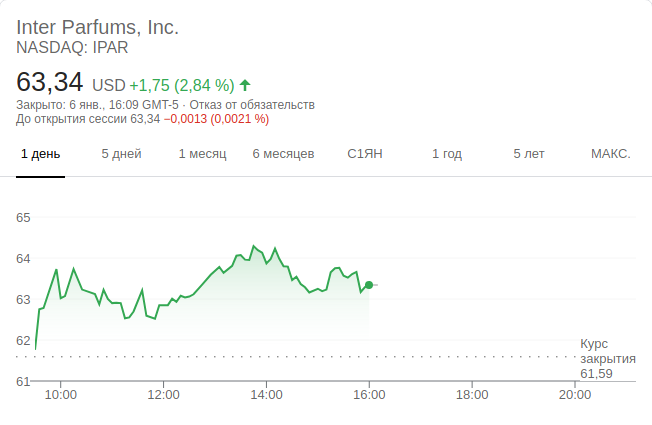 Inter Parfums, Inc.
NASDAQ: IPAR
63,34 USD +1,75 (2,84 %)
Закрыто: 6 янв., 16:09 GMT-5 · Отказ от обязательств
До открытия сессии 63,34 −0,0013 (0,0021 %)
1 день 5 дней 1 месяц 6 месяцев С1ЯН 1 год 5 лет МАКС.
65
64
63
62
Курс
закрытия
61,59
61
10:00 12:00 14:00 16:00 18:00 20:00